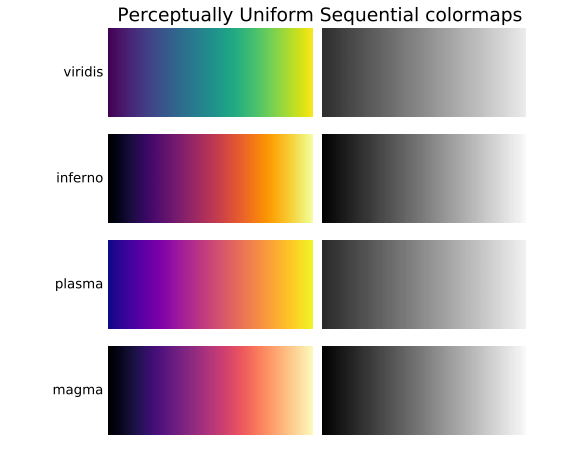 Perceptually Uniform Sequential colormaps
viridis
inferno
plasma
magma